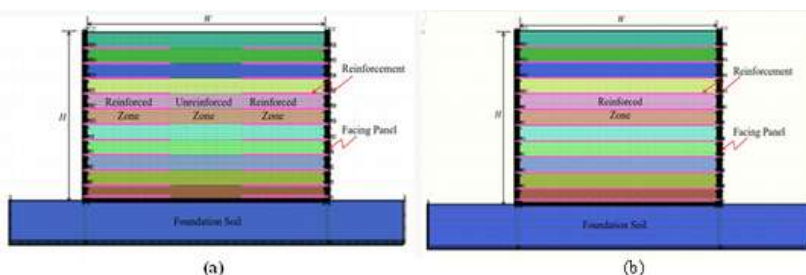 W
H
Reinforcement
Reinforced Zone
Unreinforced Zone
Reinforced Zone
Facing Panel
Foundation Soil
(a)
W
H
Reinforcement
Reinforced Zone
Facing Panel
Foundation Soil
(b)